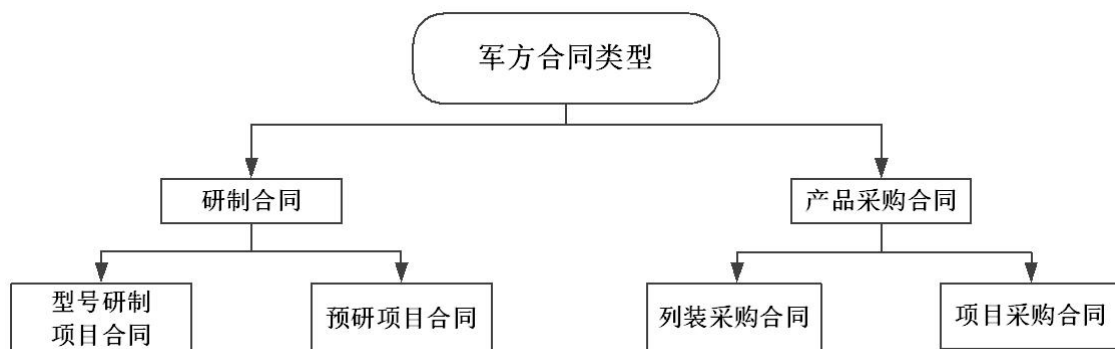 军方合同类型
研制合同
产品采购合同
型号研制
项目合同
预研项目合同
列装采购合同
项目采购合同